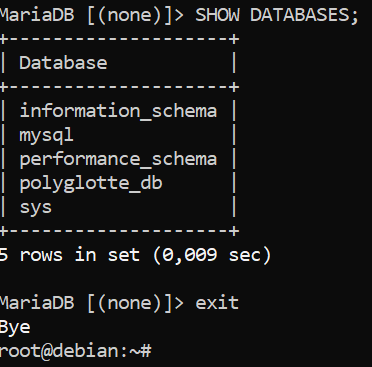 MariaDB [(none)]> SHOW DATABASES;
+--------------------+
| Database           |
+--------------------+
| information_schema |
| mysql              |
| performance_schema |
| polyglotte_db      |
| sys                |
+--------------------+
5 rows in set (0,009 sec)

MariaDB [(none)]> exit
Bye
root@debian:~#